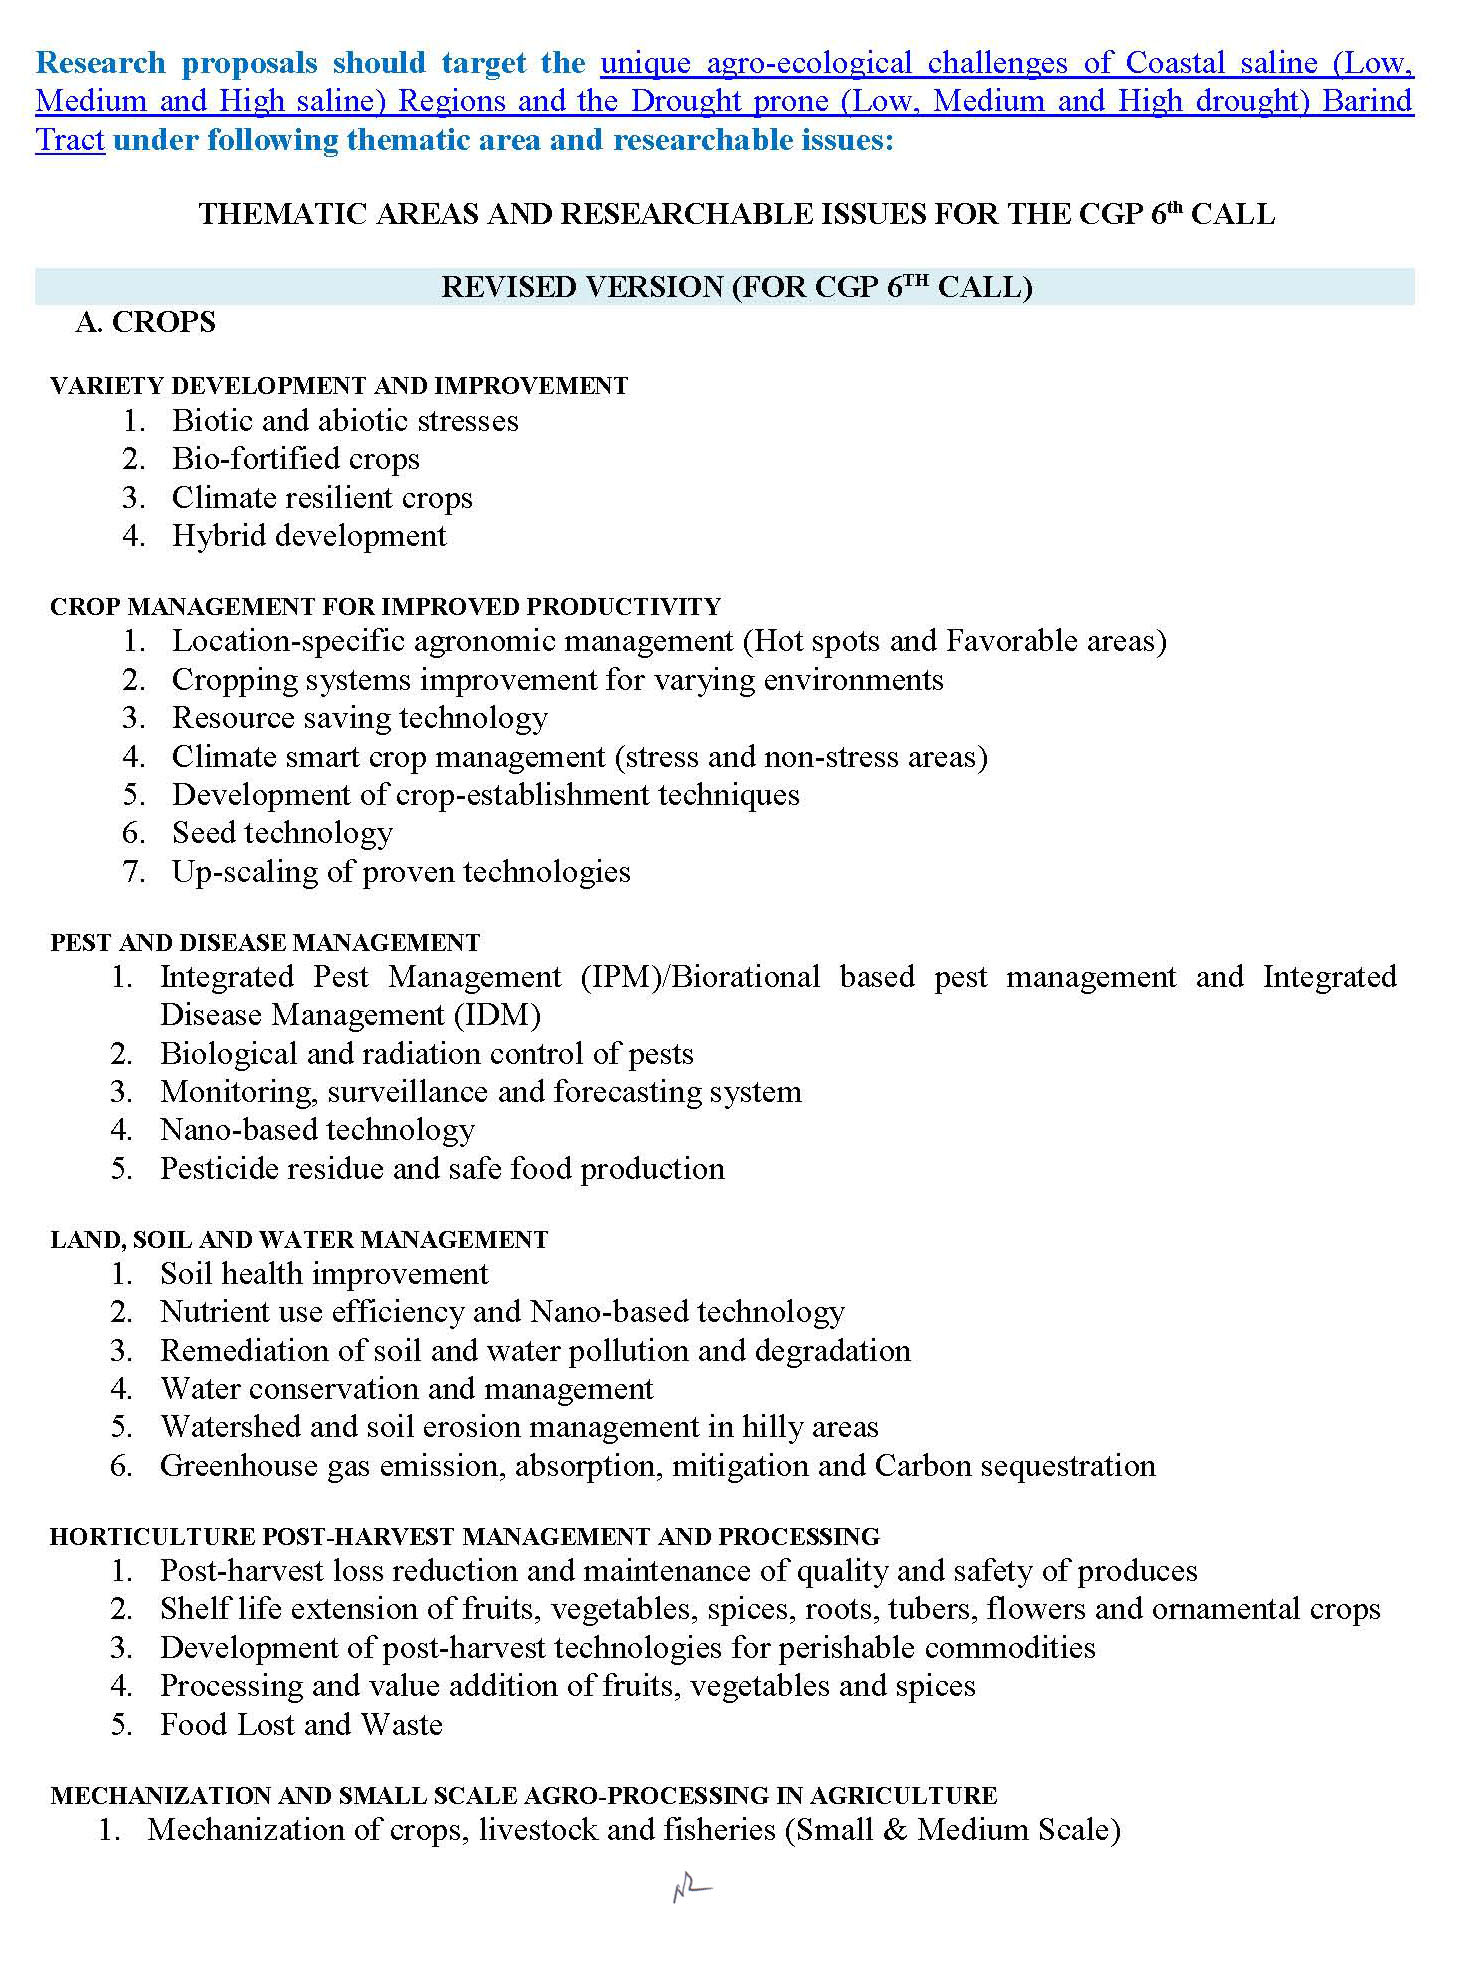 Research proposals should target the unique agro-ecological challenges of Coastal saline (Low,
Medium and High saline) Regions and the Drought prone (Low, Medium and High drought) Barind
Tract under following thematic area and researchable issues:
THEMATIC AREAS AND RESEARCHABLE ISSUES FOR THE CGP 6th CALL
REVISED VERSION (FOR CGP 6TH CALL)
A. CROPS
VARIETY DEVELOPMENT AND IMPROVEMENT
1. Biotic and abiotic stresses
2. Bio-fortified crops
3. Climate resilient crops
4. Hybrid development
CROP MANAGEMENT FOR IMPROVED PRODUCTIVITY
1. Location-specific agronomic management (Hot spots and Favorable areas)
2. Cropping systems improvement for varying environments
3. Resource saving technology
4. Climate smart crop management (stress and non-stress areas)
5. Development of crop-establishment techniques
6. Seed technology
7. Up-scaling of proven technologies
PEST AND DISEASE MANAGEMENT
1. Integrated Pest Management (IPM)/Biorational based pest management and Integrated
Disease Management (IDM)
2. Biological and radiation control of pests
3. Monitoring, surveillance and forecasting system
4. Nano-based technology
5. Pesticide residue and safe food production
LAND, SOIL AND WATER MANAGEMENT
1. Soil health improvement
2. Nutrient use efficiency and Nano-based technology
3. Remediation of soil and water pollution and degradation
4. Water conservation and management
5. Watershed and soil erosion management in hilly areas
6. Greenhouse gas emission, absorption, mitigation and Carbon sequestration
HORTICULTURE POST-HARVEST MANAGEMENT AND PROCESSING
1. Post-harvest loss reduction and maintenance of quality and safety of produces
2. Shelf life extension of fruits, vegetables, spices, roots, tubers, flowers and ornamental crops
3. Development of post-harvest technologies for perishable commodities
4. Processing and value addition of fruits, vegetables and spices
5. Food Lost and Waste
MECHANIZATION AND SMALL SCALE AGRO-PROCESSING IN AGRICULTURE
1. Mechanization of crops, livestock and fisheries (Small & Medium Scale)